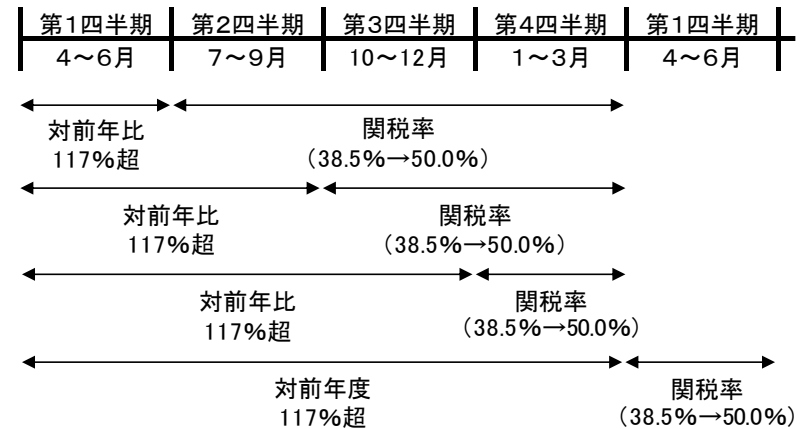 第1四半期 第2四半期 第3四半期 第4四半期 第1四半期
4～6月 7～9月 10～12月 1～3月 4～6月
対前年比 関税率
117%超 （38.5%→50.0%）
対前年比 関税率
117%超 （38.5%→50.0%）
対前年比 関税率
117%超 （38.5%→50.0%）
対前年度 関税率
117%超 （38.5%→50.0%）